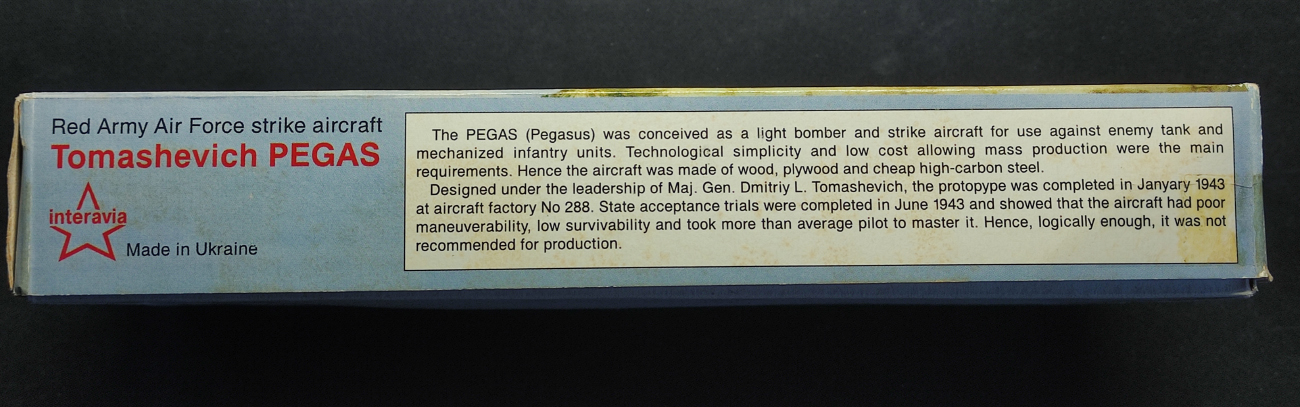 Red Army Air Force strike aircraft
Tomashevich PEGAS
interavia
Made in Ukraine
The PEGAS (Pegasus) was conceived as a light bomber and strike aircraft for use against enemy tank and
mechanized infantry units. Technological simplicity and low cost allowing mass production were the main
requirements. Hence the aircraft was made of wood, plywood and cheap high-carbon steel.
Designed under the leadership of Maj. Gen. Dmitriy L. Tomashevich, the protopype was completed in Janyary 1943
at aircraft factory No 288. State acceptance trials were completed in June 1943 and showed that the aircraft had poor
maneuverability, low survivability and took more than average pilot to master it. Hence, logically enough, it was not
recommended for production.